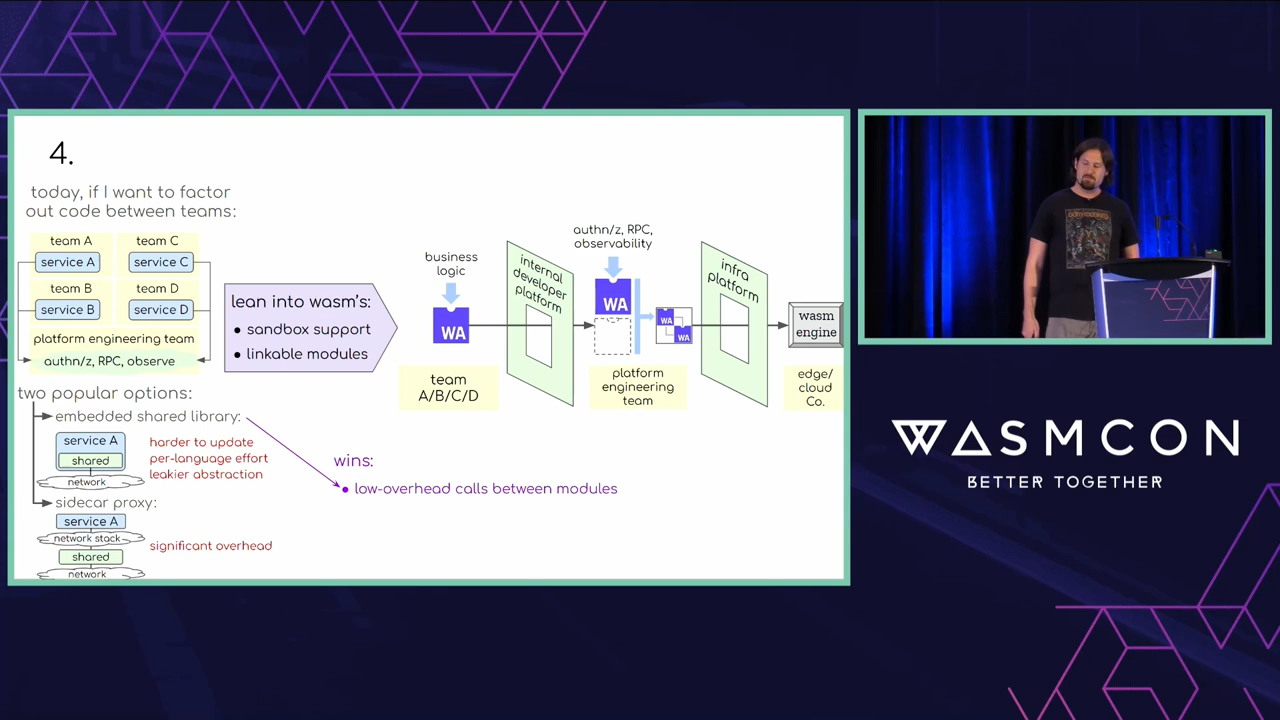 4.
today, if I want to factor
out code between teams:
team A
team C
service A
service C
team B
team D
service B
service D
platform engineering team
authn/z, RPC, observe
two popular options:
embedded shared library:
service A
shared
network
harder to update
per-language effort
leakier abstraction
sidecar proxy:
service A
network stack
shared
network
significant overhead
lean into wasm's:
● sandbox support
● linkable modules
business
logic
WA
team
A/B/C/D
internal
developer
platform
authn/z, RPC,
observability
WA
WA
WA
platform
engineering
team
infra
platform
wasm
engine
edge/
cloud
Co.
wins:
● low-overhead calls between modules
WASMCON
BETTER TOGETHER